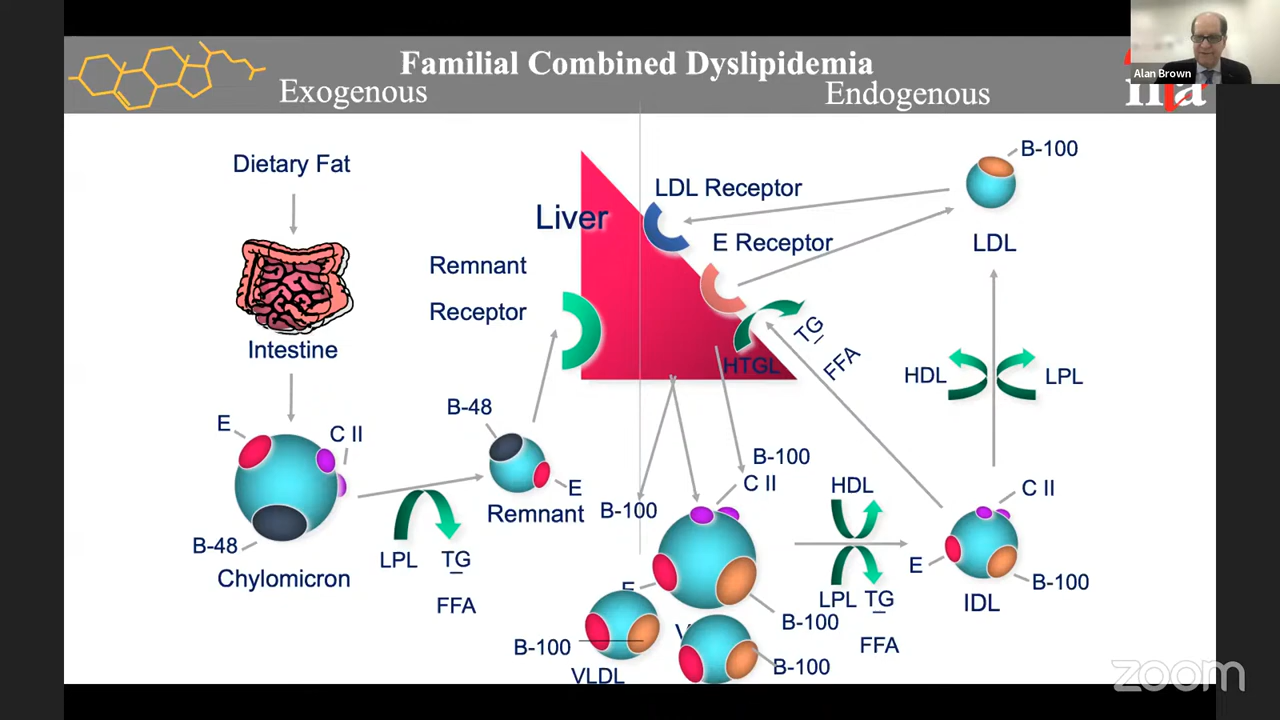 Familial Combined Dyslipidemia
Exogenous
Endogenous
Alan Brown
Dietary Fat
Intestine
E
C II
B-48
Chylomicron
LPL
TG
FFA
B-48
E
Remnant
Remnant
Receptor
Liver
LDL Receptor
E Receptor
HTGL
TG
FFA
B-100
LDL
HDL
LPL
B-100
C II
B-100
E
B-100
VLDL
B-100
B-100
HDL
LPL
TG
FFA
C II
E
B-100
IDL
zoom